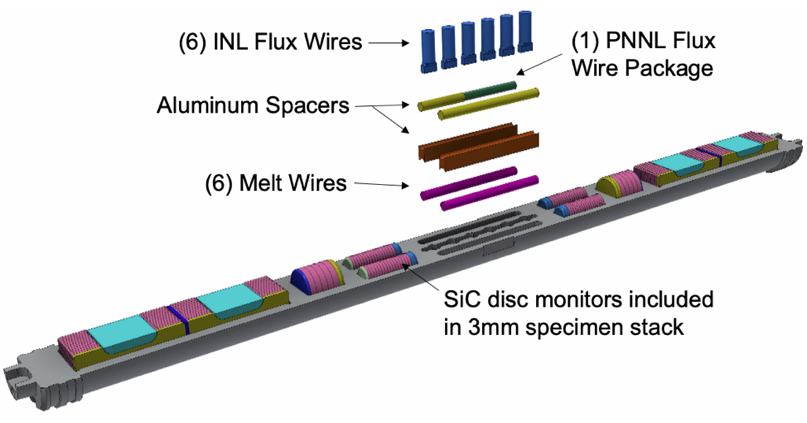 (6) INL Flux Wires
(1) PNNL Flux
Wire Package
Aluminum Spacers
(6) Melt Wires
SiC disc monitors included
in 3mm specimen stack